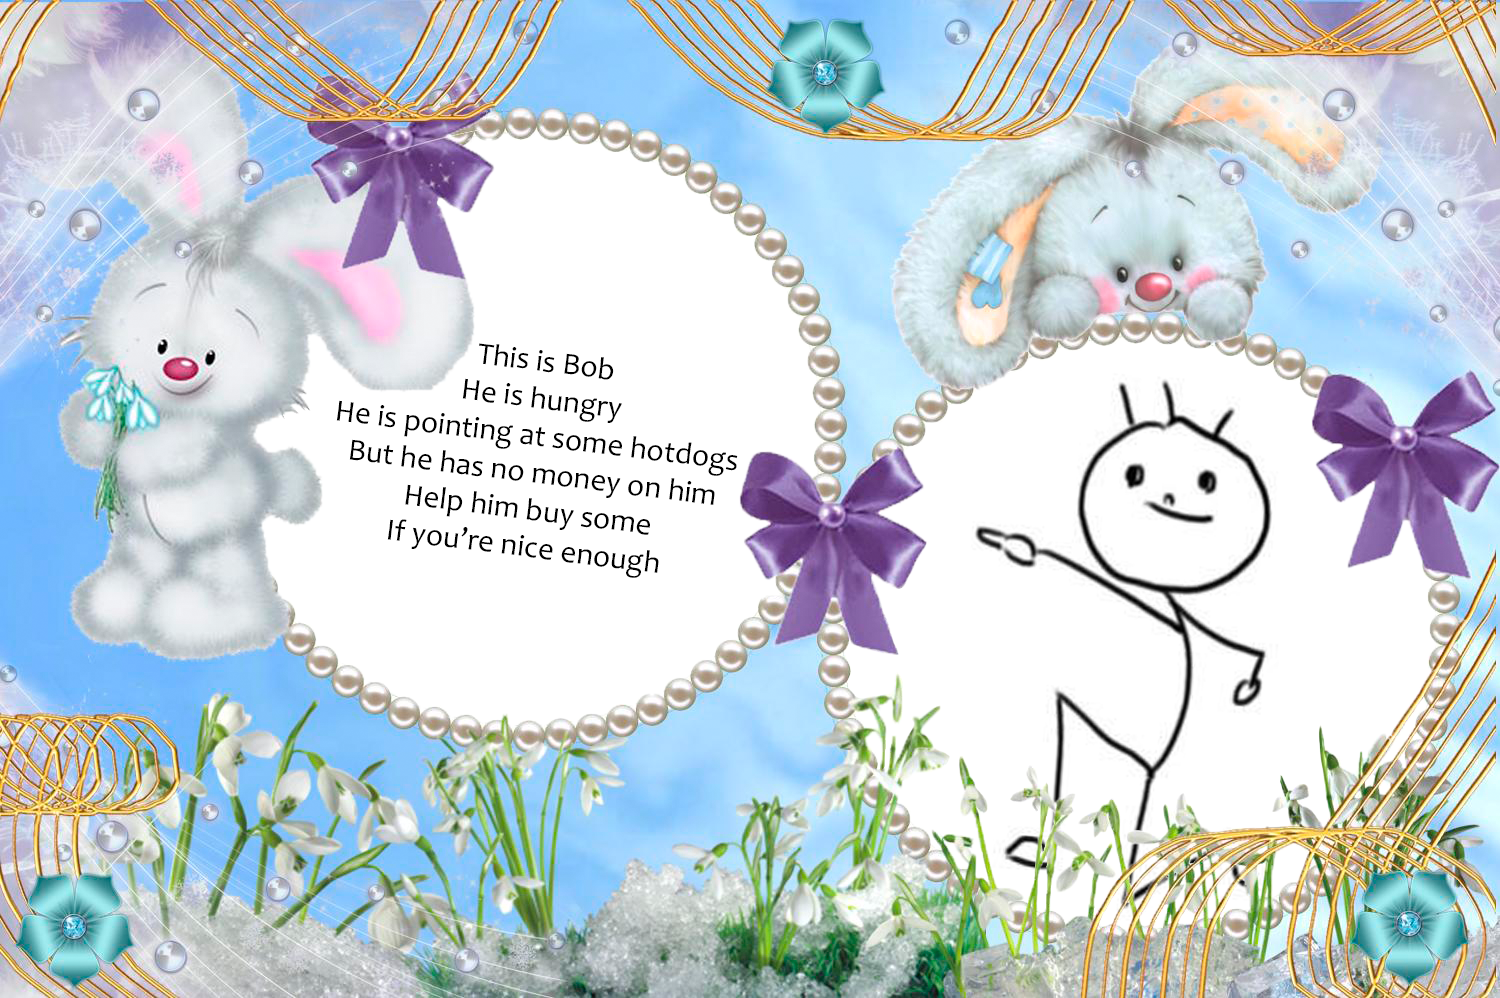 This is Bob
He is hungry
He is pointing at some hotdogs
But he has no money on him
Help him buy some
If you’re nice enough